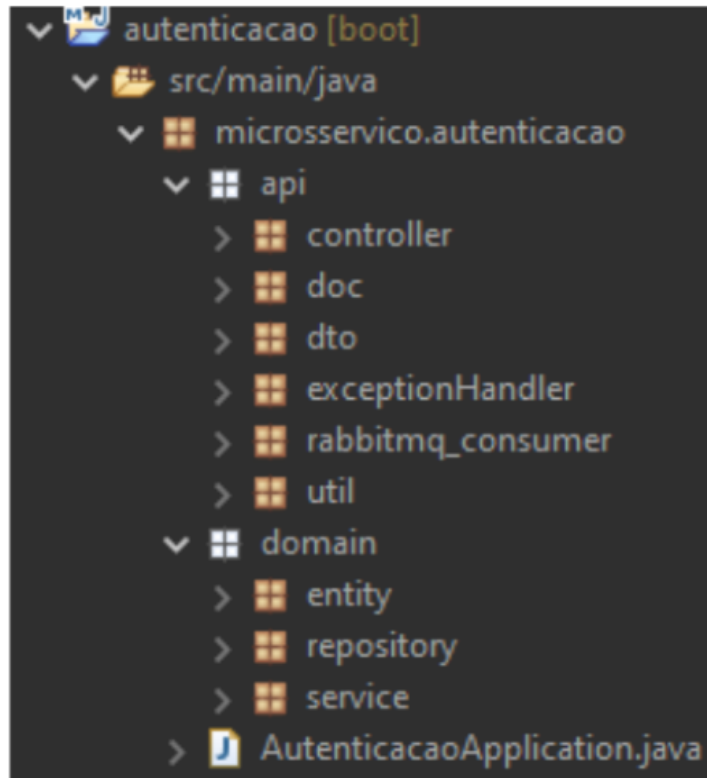 autenticacao [boot]
src/main/java
microsservico.autenticacao
api
controller
doc
dto
exceptionHandler
rabbitmq_consumer
util
domain
entity
repository
service
AutenticacaoApplication.java